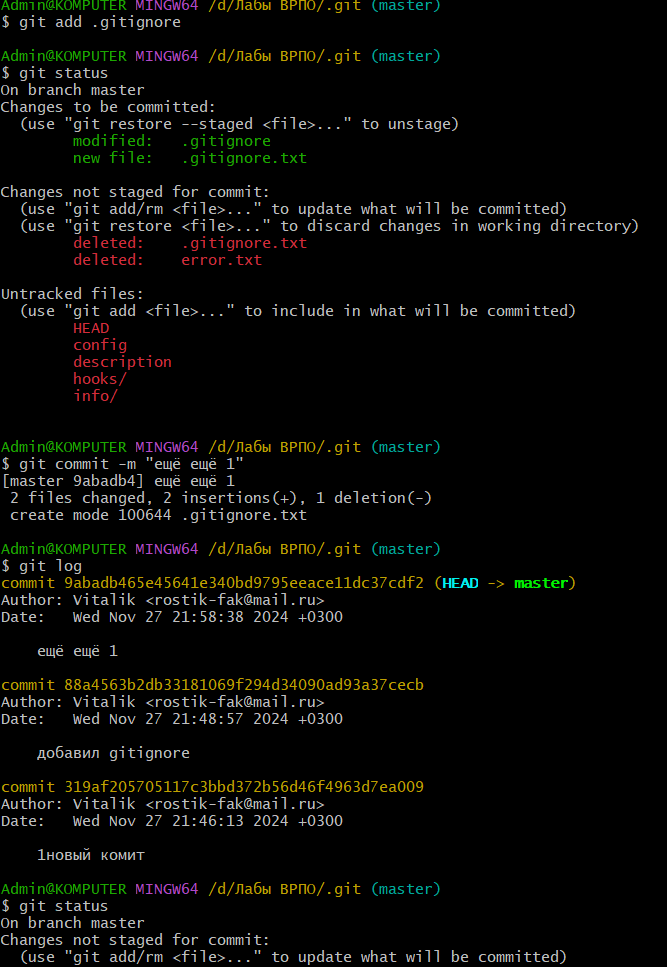 Admin@KOMPUTER MINGW64 /d/Лабы ВРПО/.git (master)
$ git add .gitignore
Admin@KOMPUTER MINGW64 /d/Лабы ВРПО/.git (master)
$ git status
On branch master
Changes to be committed:
  (use "git restore --staged <file>..." to unstage)
        modified:   .gitignore
        new file:   .gitignore.txt
Changes not staged for commit:
  (use "git add/rm <file>..." to update what will be committed)
  (use "git restore <file>..." to discard changes in working directory)
        deleted:    .gitignore.txt
        deleted:    error.txt
Untracked files:
  (use "git add <file>..." to include in what will be committed)
        HEAD
        config
        description
        hooks/
        info/
Admin@KOMPUTER MINGW64 /d/Лабы ВРПО/.git (master)
$ git commit -m "ещё ещё 1"
[master 9abadb4] ещё ещё 1
 2 files changed, 2 insertions(+), 1 deletion(-)
 create mode 100644 .gitignore.txt
Admin@KOMPUTER MINGW64 /d/Лабы ВРПО/.git (master)
$ git log
commit 9abadb465e45641e340bd9795eeace11dc37cdf2 (HEAD -> master)
Author: Vitalik <rostik-fak@mail.ru>
Date:   Wed Nov 27 21:58:38 2024 +0300
    ещё ещё 1
commit 88a4563b2db33181069f294d34090ad93a37cecb
Author: Vitalik <rostik-fak@mail.ru>
Date:   Wed Nov 27 21:48:57 2024 +0300
    добавил gitignore
commit 319af205705117c3bbd372b56d46f4963d7ea009
Author: Vitalik <rostik-fak@mail.ru>
Date:   Wed Nov 27 21:46:13 2024 +0300
    1новый комит
Admin@KOMPUTER MINGW64 /d/Лабы ВРПО/.git (master)
$ git status
On branch master
Changes not staged for commit:
  (use "git add/rm <file>..." to update what will be committed)